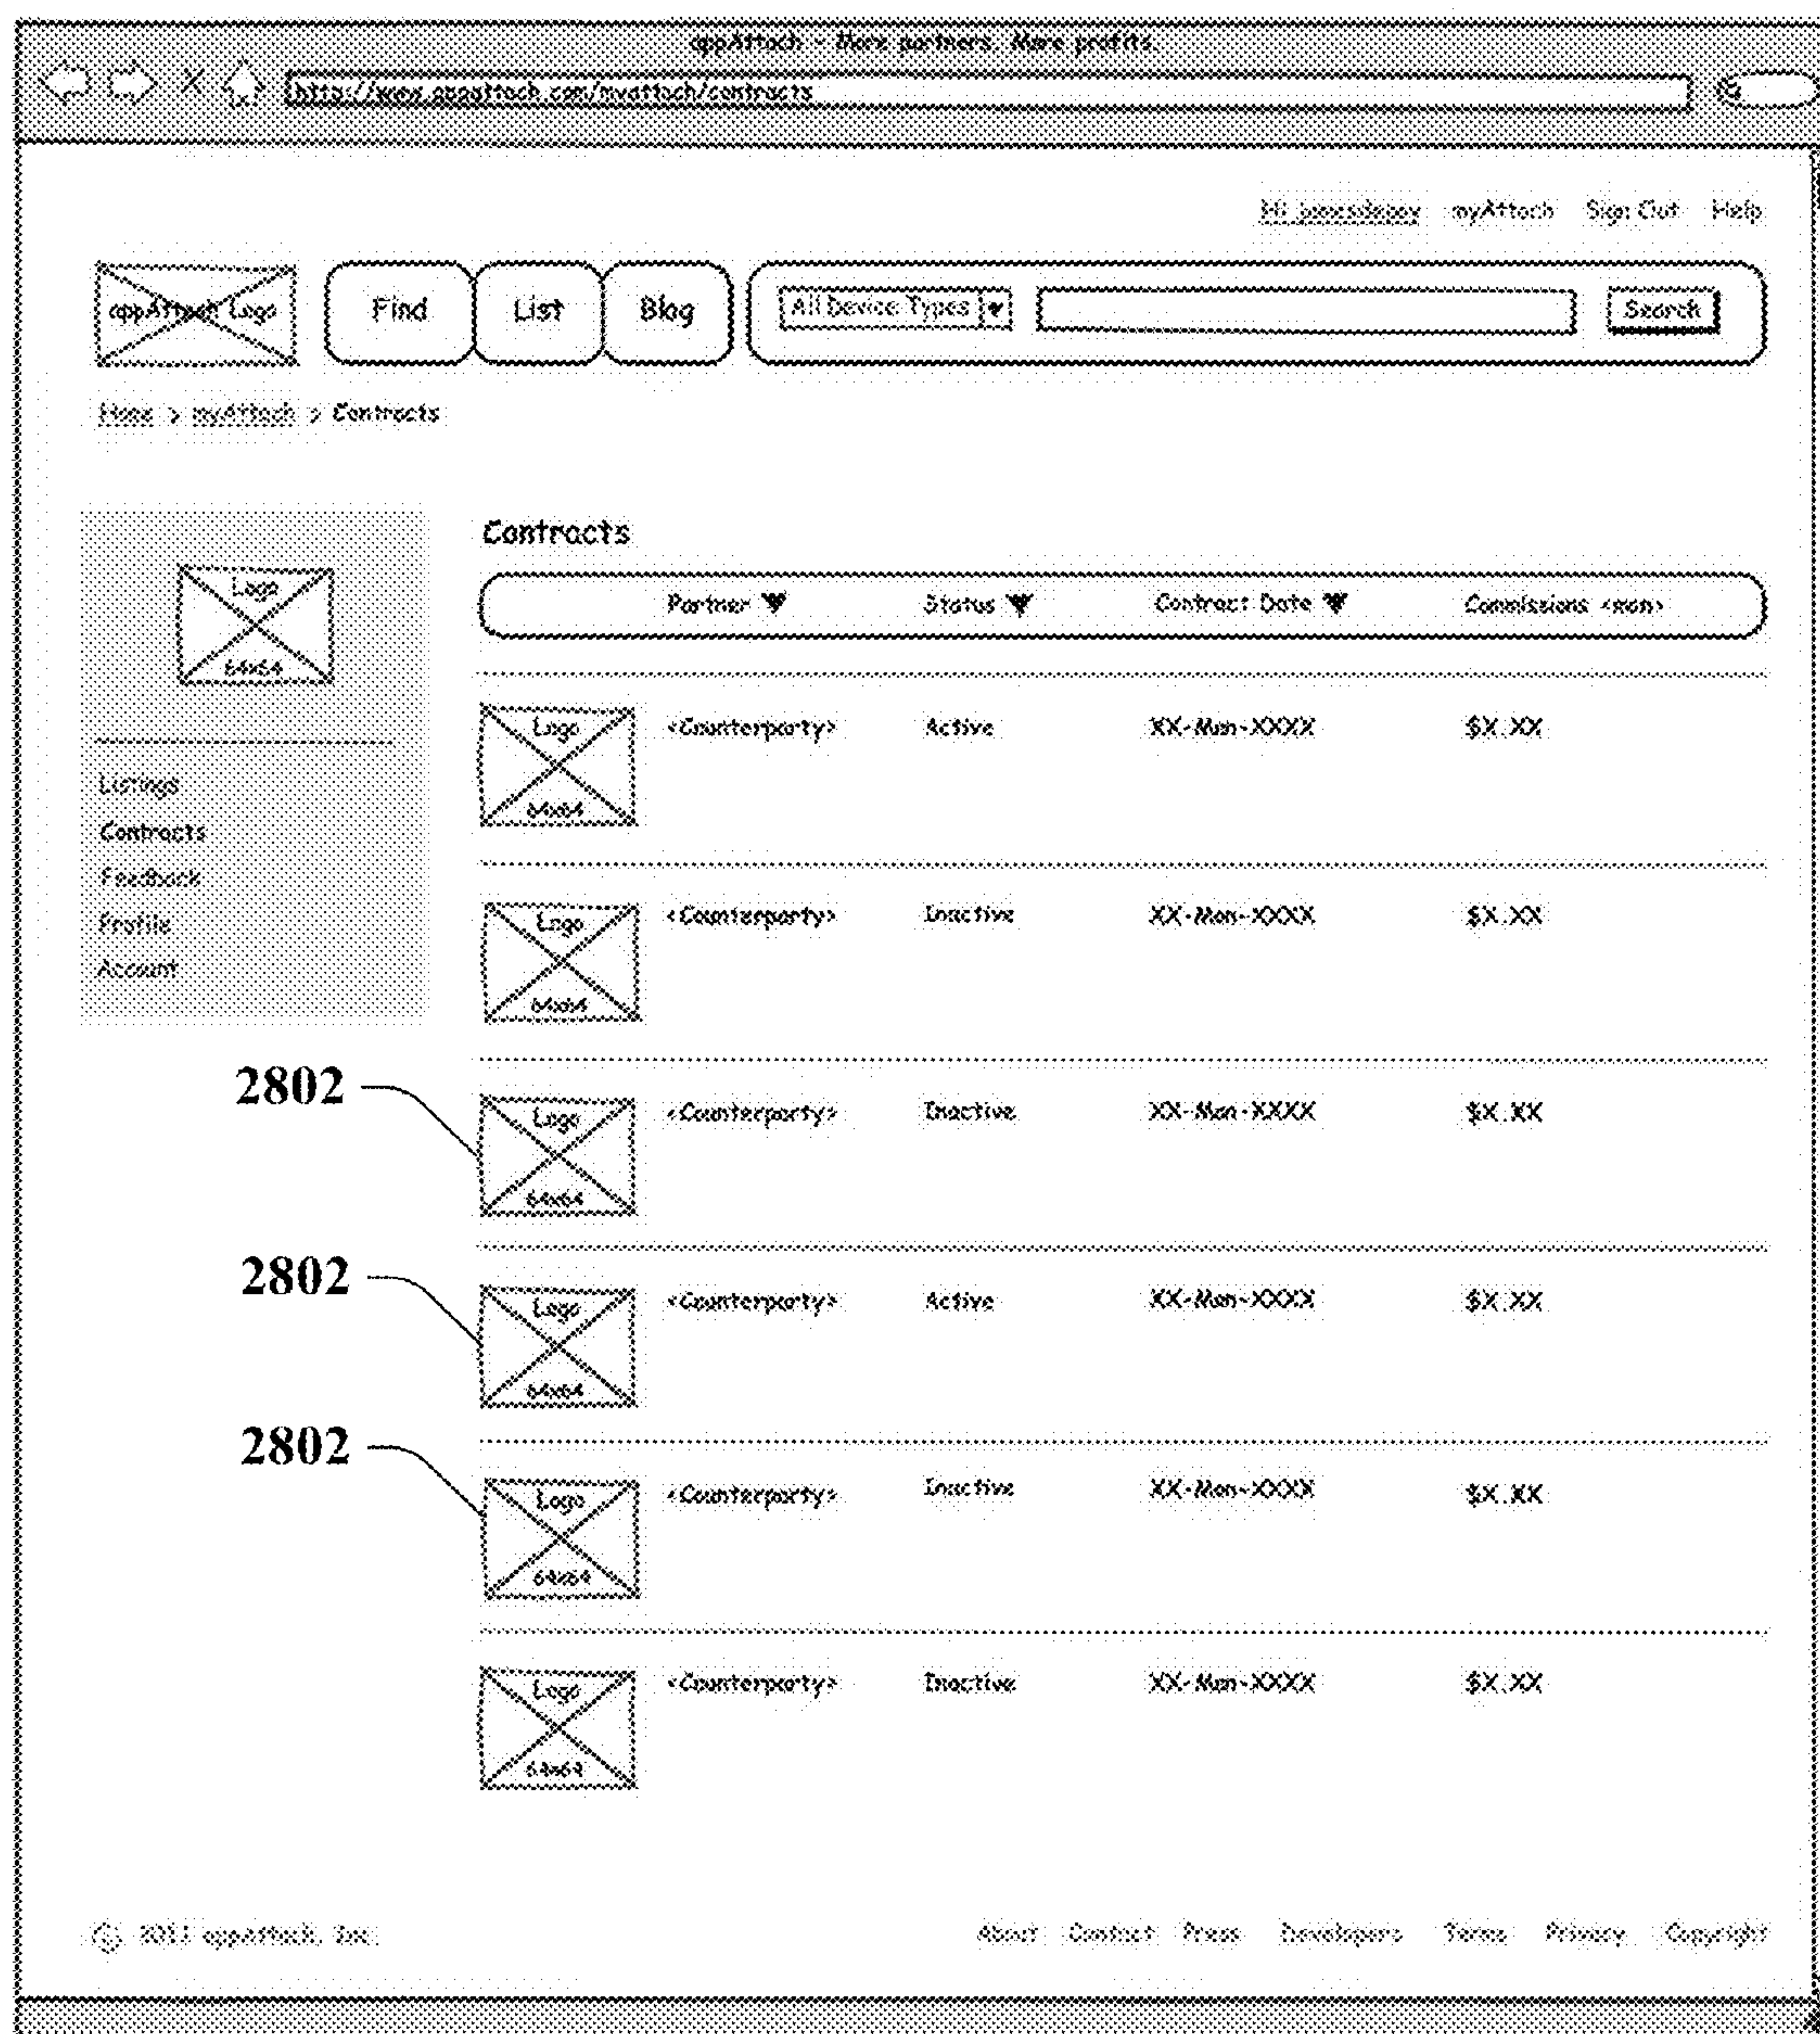 appAttach - More partners. More profits.
http://www.appattach.com/myattach/contracts
Hi myAttach Sign Out Help
appAttach Logo Find List Blog All Device Types Search
Home > myAttach > Contracts
Contracts
Logo
64x64
Partner Status Contract Date Commissions <mon>
Listings
Contracts
Feedback
Profile
Account
Logo <Counterparty> Active XX-Mon-XXXX $X.XX
64x64
Logo <Counterparty> Inactive XX-Mon-XXXX $X.XX
64x64
2802
Logo <Counterparty> Inactive XX-Mon-XXXX $X.XX
64x64
2802
Logo <Counterparty> Active XX-Mon-XXXX $X.XX
64x64
2802
Logo <Counterparty> Inactive XX-Mon-XXXX $X.XX
64x64
Logo <Counterparty> Inactive XX-Mon-XXXX $X.XX
64x64
© 2011 appAttach, Inc. About Contact Press Developers Terms Privacy Copyright